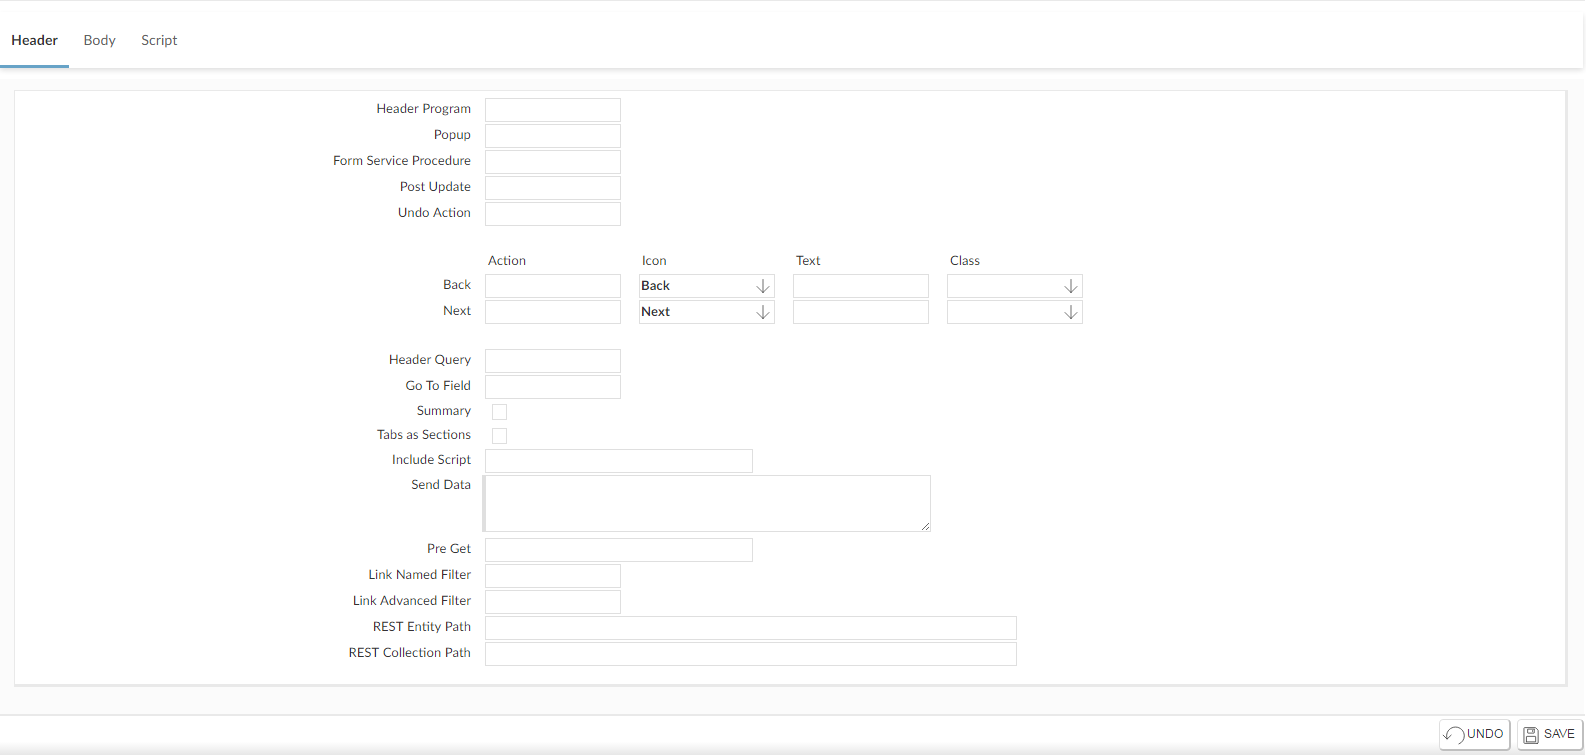 Header Body Script
Header Program
Popup
Form Service Procedure
Post Update
Undo Action
Action Icon Text Class
Back Back
Next Next
Header Query
Go To Field
Summary
Tabs as Sections
Include Script
Send Data
Pre Get
Link Named Filter
Link Advanced Filter
REST Entity Path
REST Collection Path
UNDO SAVE